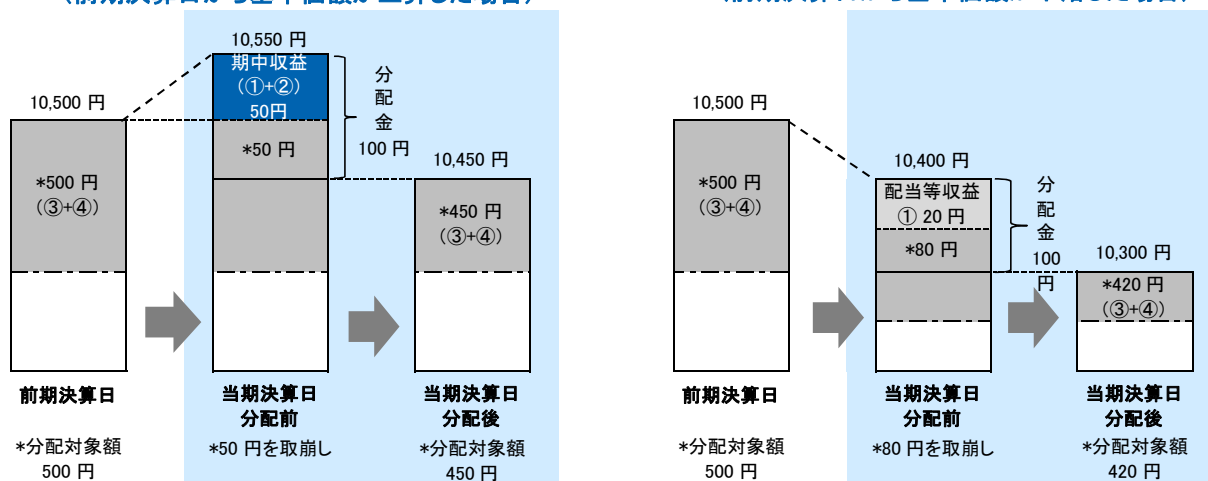 10,550 円
期中収益
(①+②)
50円
*50 円
分
配
金
100 円
10,500 円
*500 円
(③+④)
10,450 円
*450 円
(③+④)
前期決算日
当期決算日
分配前
当期決算日
分配後
*分配対象額
500 円
*50 円を取崩し
*分配対象額
450 円
10,500 円
*500 円
(③+④)
10,400 円
配当等収益
① 20 円
*80 円
分
配
金
100
円
10,300 円
*420 円
(③+④)
前期決算日
当期決算日
分配前
当期決算日
分配後
*分配対象額
500 円
*80 円を取崩し
*分配対象額
420 円